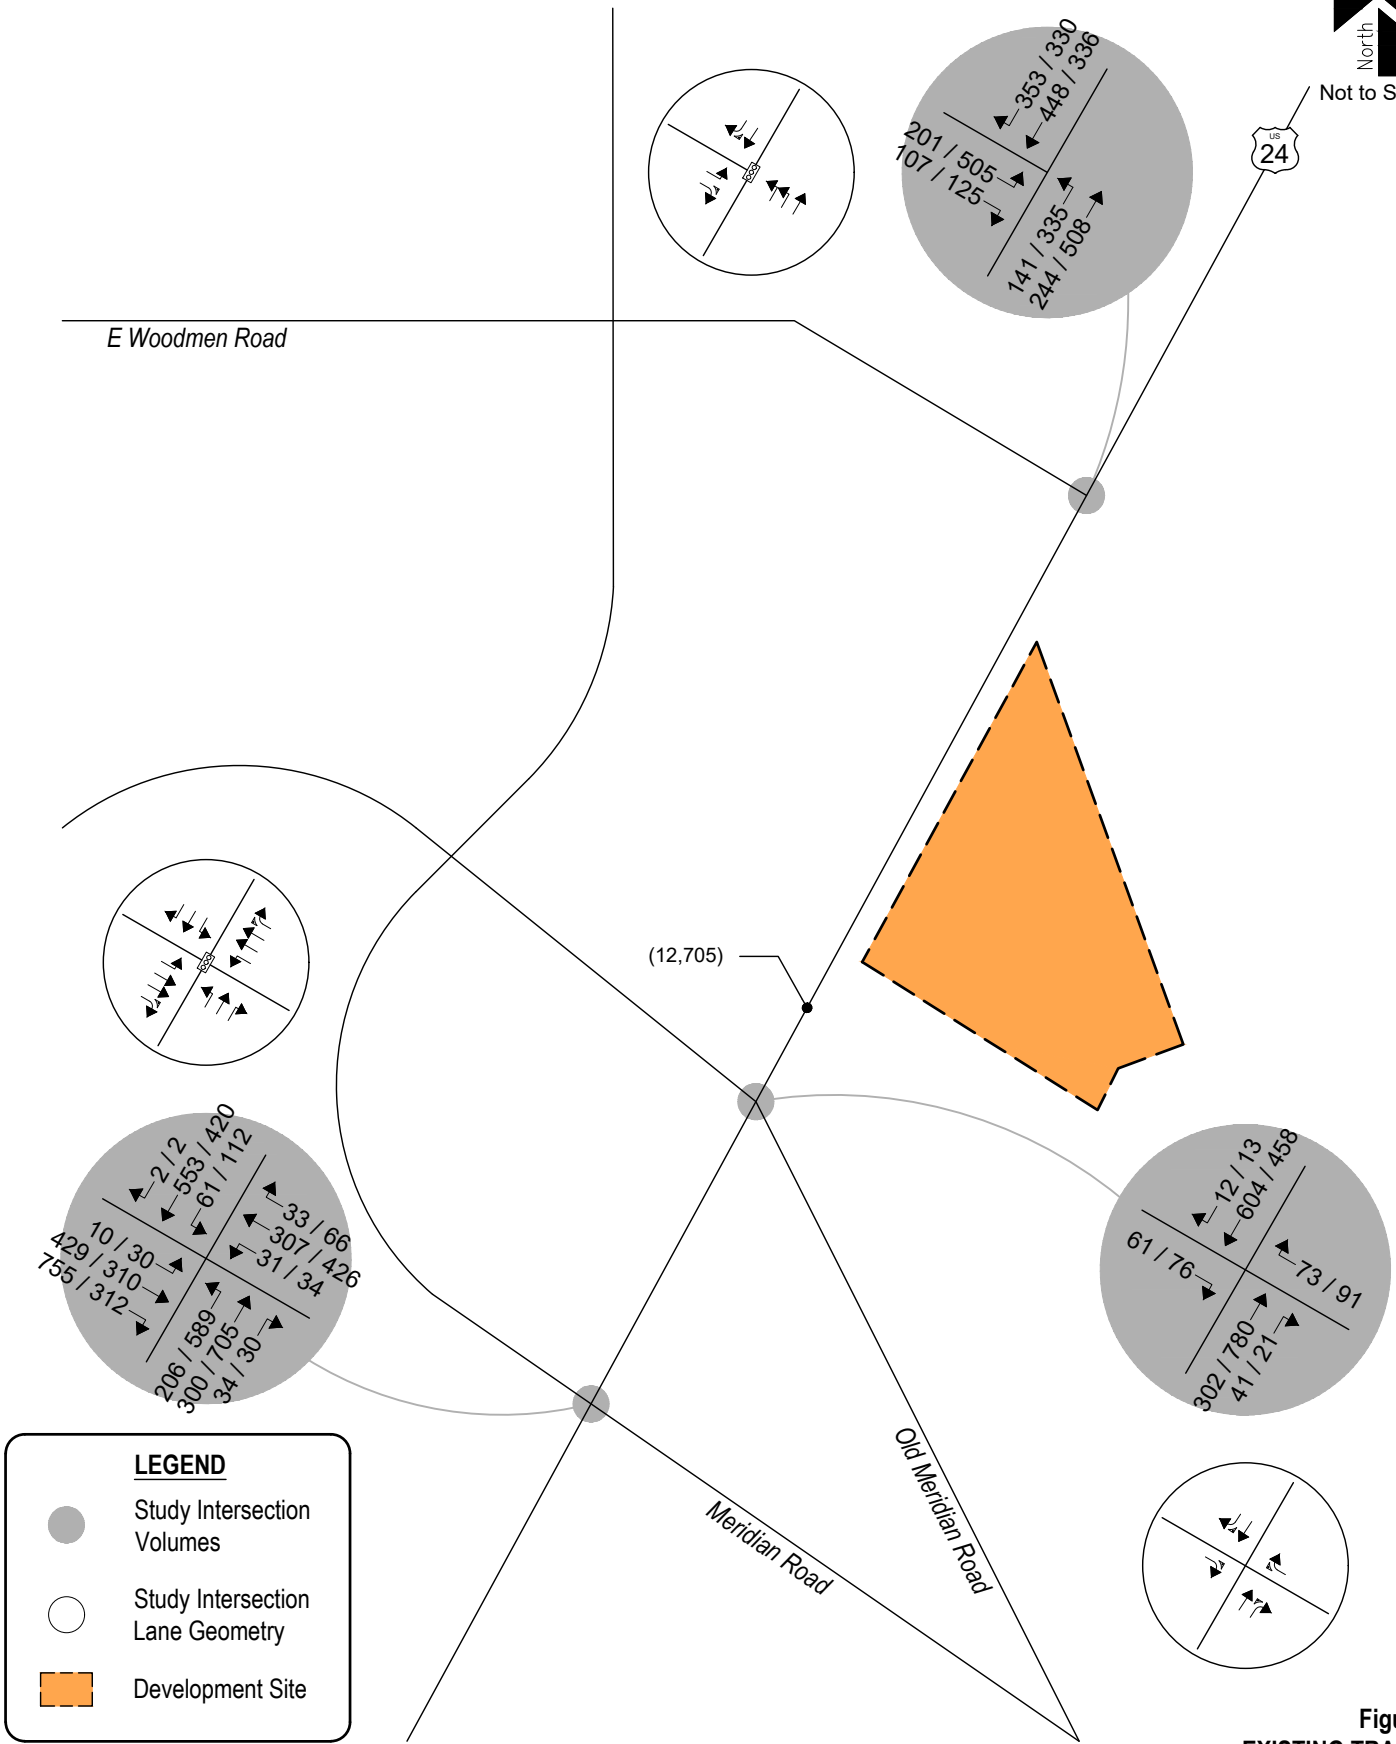 North
Not to S
US
24
353 / 330
448 / 336
201 / 505
107 / 125
141 / 335
244 / 508
E Woodmen Road
(12,705)
2 / 2
553 / 420
61 / 112
33 / 66
307 / 426
31 / 34
10 / 30
429 / 310
755 / 312
206 / 589
300 / 705
34 / 30
12 / 13
604 / 458
61 / 76
73 / 91
302 / 780
41 / 21
Old Meridian Road
Meridian Road
LEGEND
Study Intersection
Volumes
Study Intersection
Lane Geometry
Development Site
Figu
EXISTING TRA